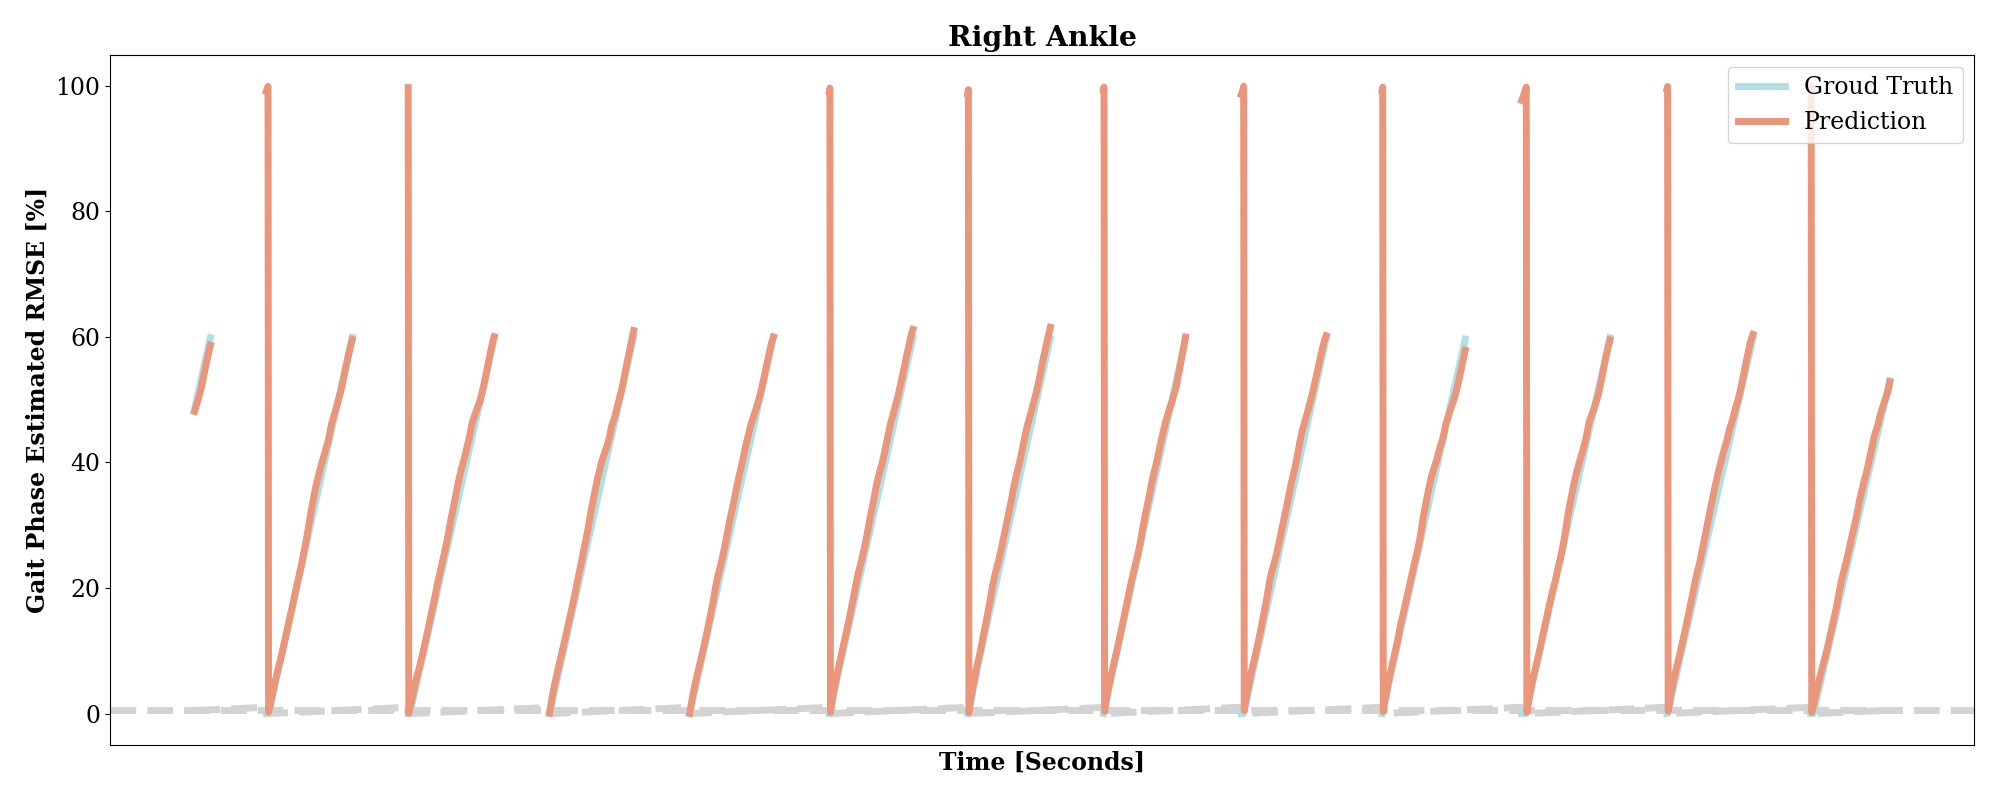 Right Ankle
Gait Phase Estimated RMSE [%]
100
80
60
40
20
0
Groud Truth
Prediction
Time [Seconds]